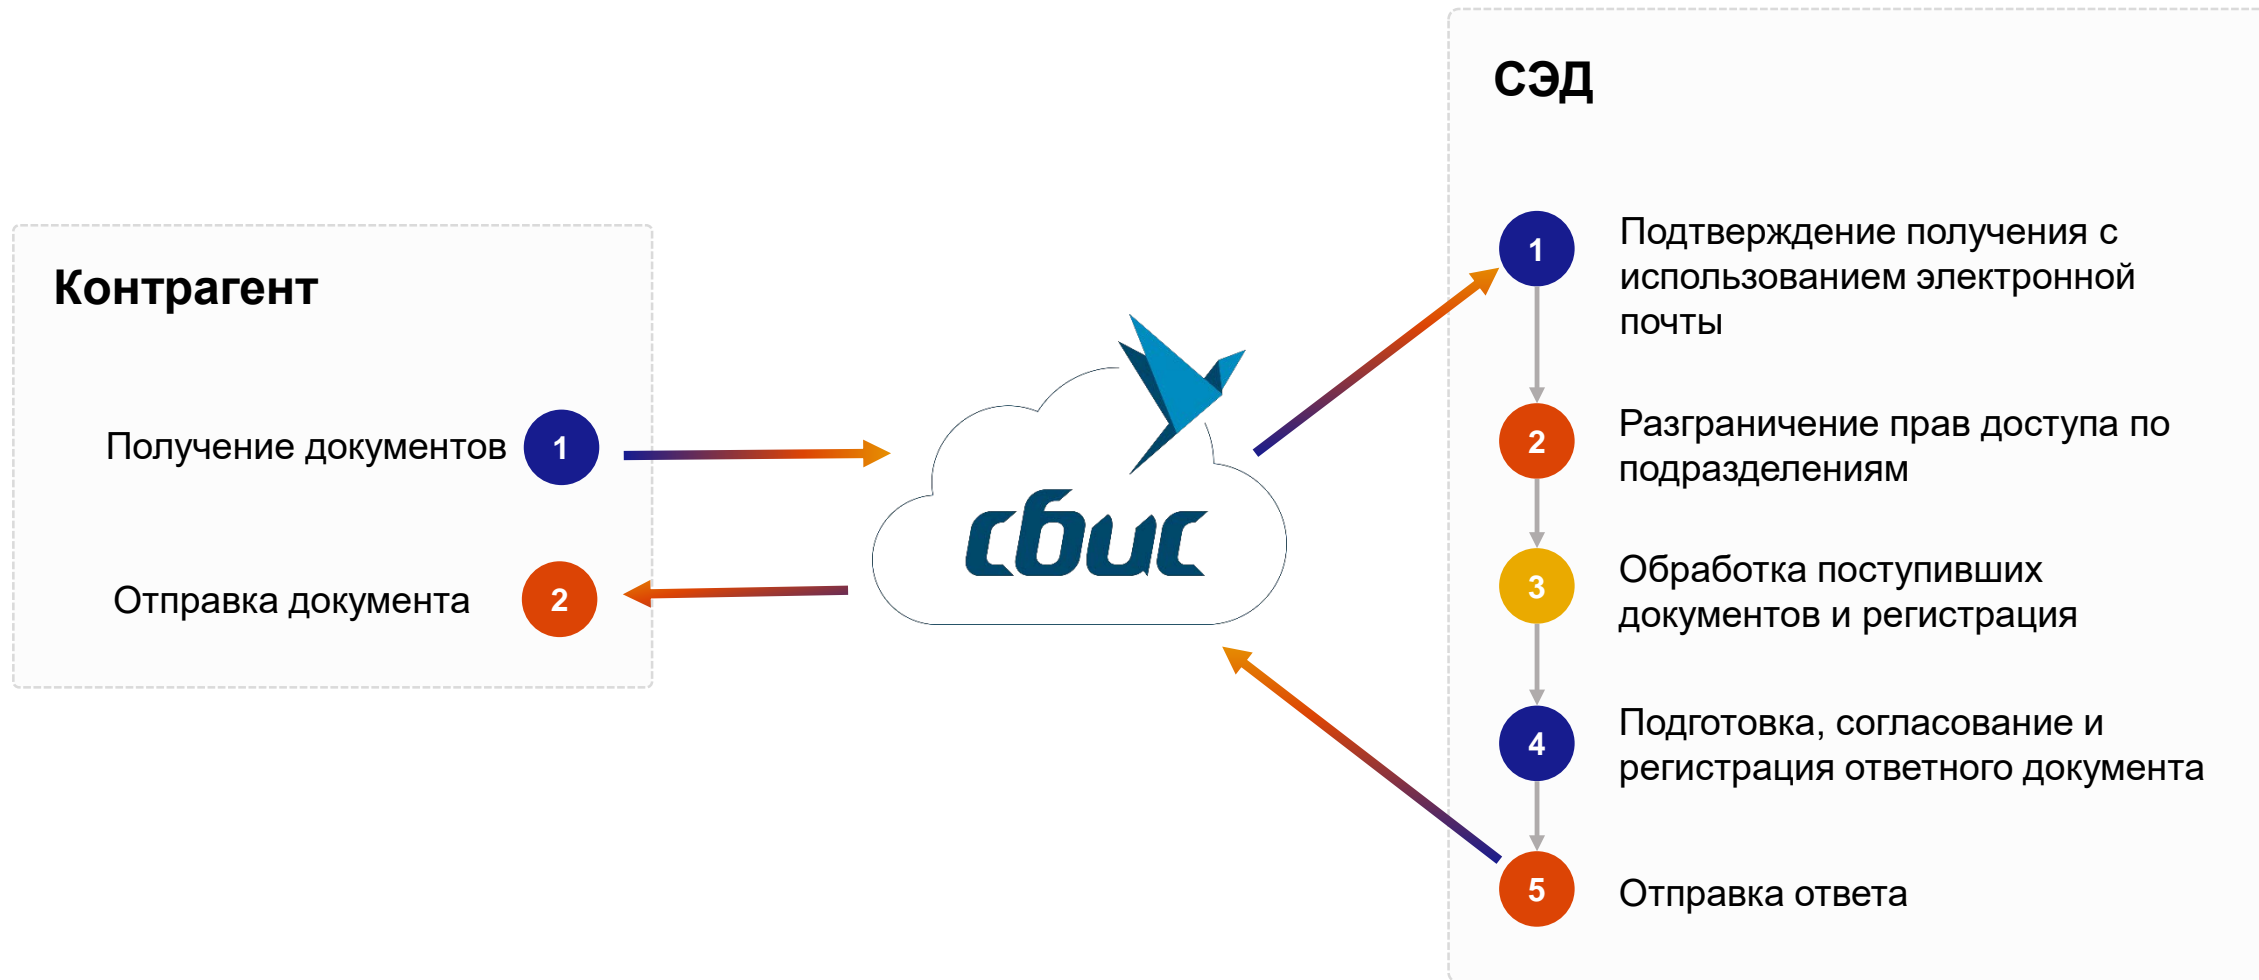 Контрагент
Получение документов 1
Отправка документа 2
сбис
СЭД
1 Подтверждение получения с
использованием электронной
почты
2 Разграничение прав доступа по
подразделениям
3 Обработка поступивших
документов и регистрация
4 Подготовка, согласование и
регистрация ответного документа
5 Отправка ответа